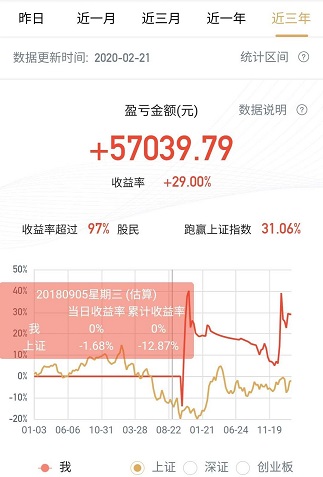 昨日 近一月 近三月 近一年 近三年
数据更新时间: 2020-02-21 统计区间 ?
盈亏金额(元) 数据说明 ?
+57039.79
收益率 +29.00%
收益率超过 97% 股民 跑赢上证指数 31.06%
50%
40%
20180905星期三 (估算)
当日收益率 累计收益率
30%
我 0% 0%
20%
上证 -1.68% -12.87%
10%
0%
-10%
-20%
01-03 06-06 10-31 03-28 08-22 01-21 06-24 11-19
我 上证 深证 创业板